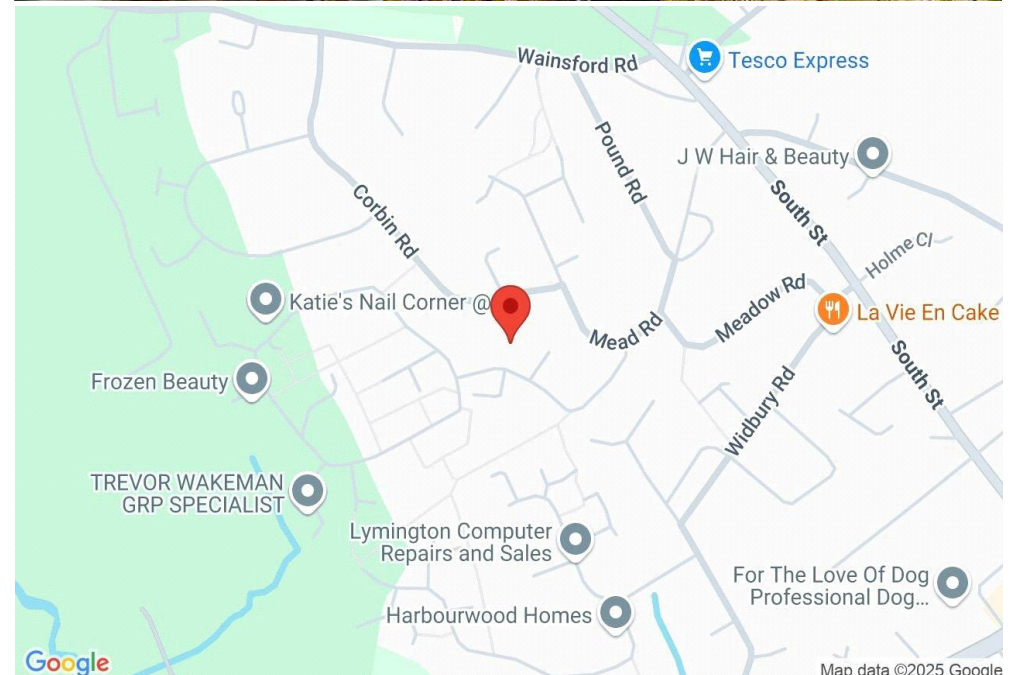 Wainsford Rd
Tesco Express
Pound Rd
J W Hair & Beauty
Corbin Rd
South St
Holme Cl
Katie's Nail Corner @
Meadow Rd
La Vie En Cake
Mead Rd
South St
Frozen Beauty
Widbury Rd
TREVOR WAKEMAN
GRP SPECIALIST
Lymington Computer
Repairs and Sales
For The Love Of Dog
Professional Dog...
Harbourwood Homes
Google
Map data ©2025 Google